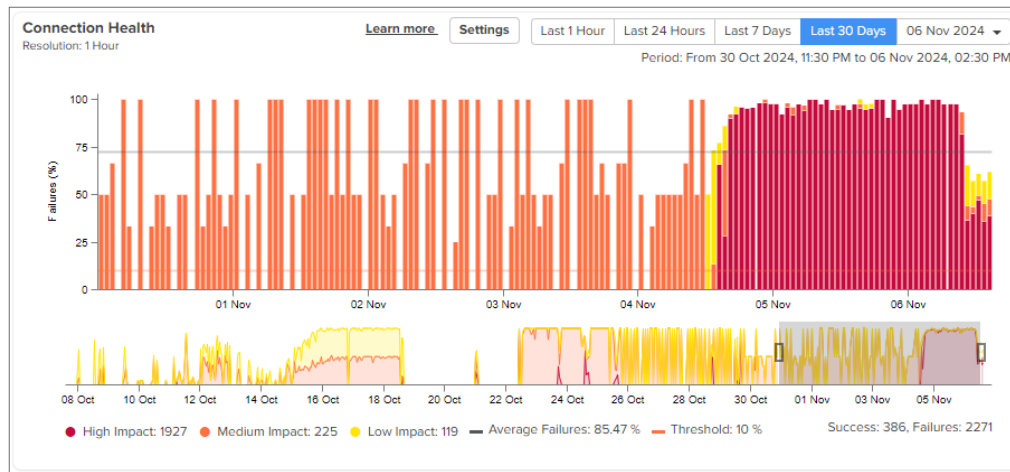 Connection Health
Resolution: 1 Hour
Learn more Settings Last 1 Hour Last 24 Hours Last 7 Days Last 30 Days 06 Nov 2024
Period: From 30 Oct 2024, 11:30 PM to 06 Nov 2024, 02:30 PM
Failures (%)
100
75
50
25
0
01 Nov 02 Nov 03 Nov 04 Nov 05 Nov 06 Nov
08 Oct 10 Oct 12 Oct 14 Oct 16 Oct 18 Oct 20 Oct 22 Oct 24 Oct 26 Oct 28 Oct 30 Oct 01 Nov 03 Nov 05 Nov
High Impact: 1927 Medium Impact: 225 Low Impact: 119 Average Failures: 85.47 % Threshold: 10 % Success: 386, Failures: 2271